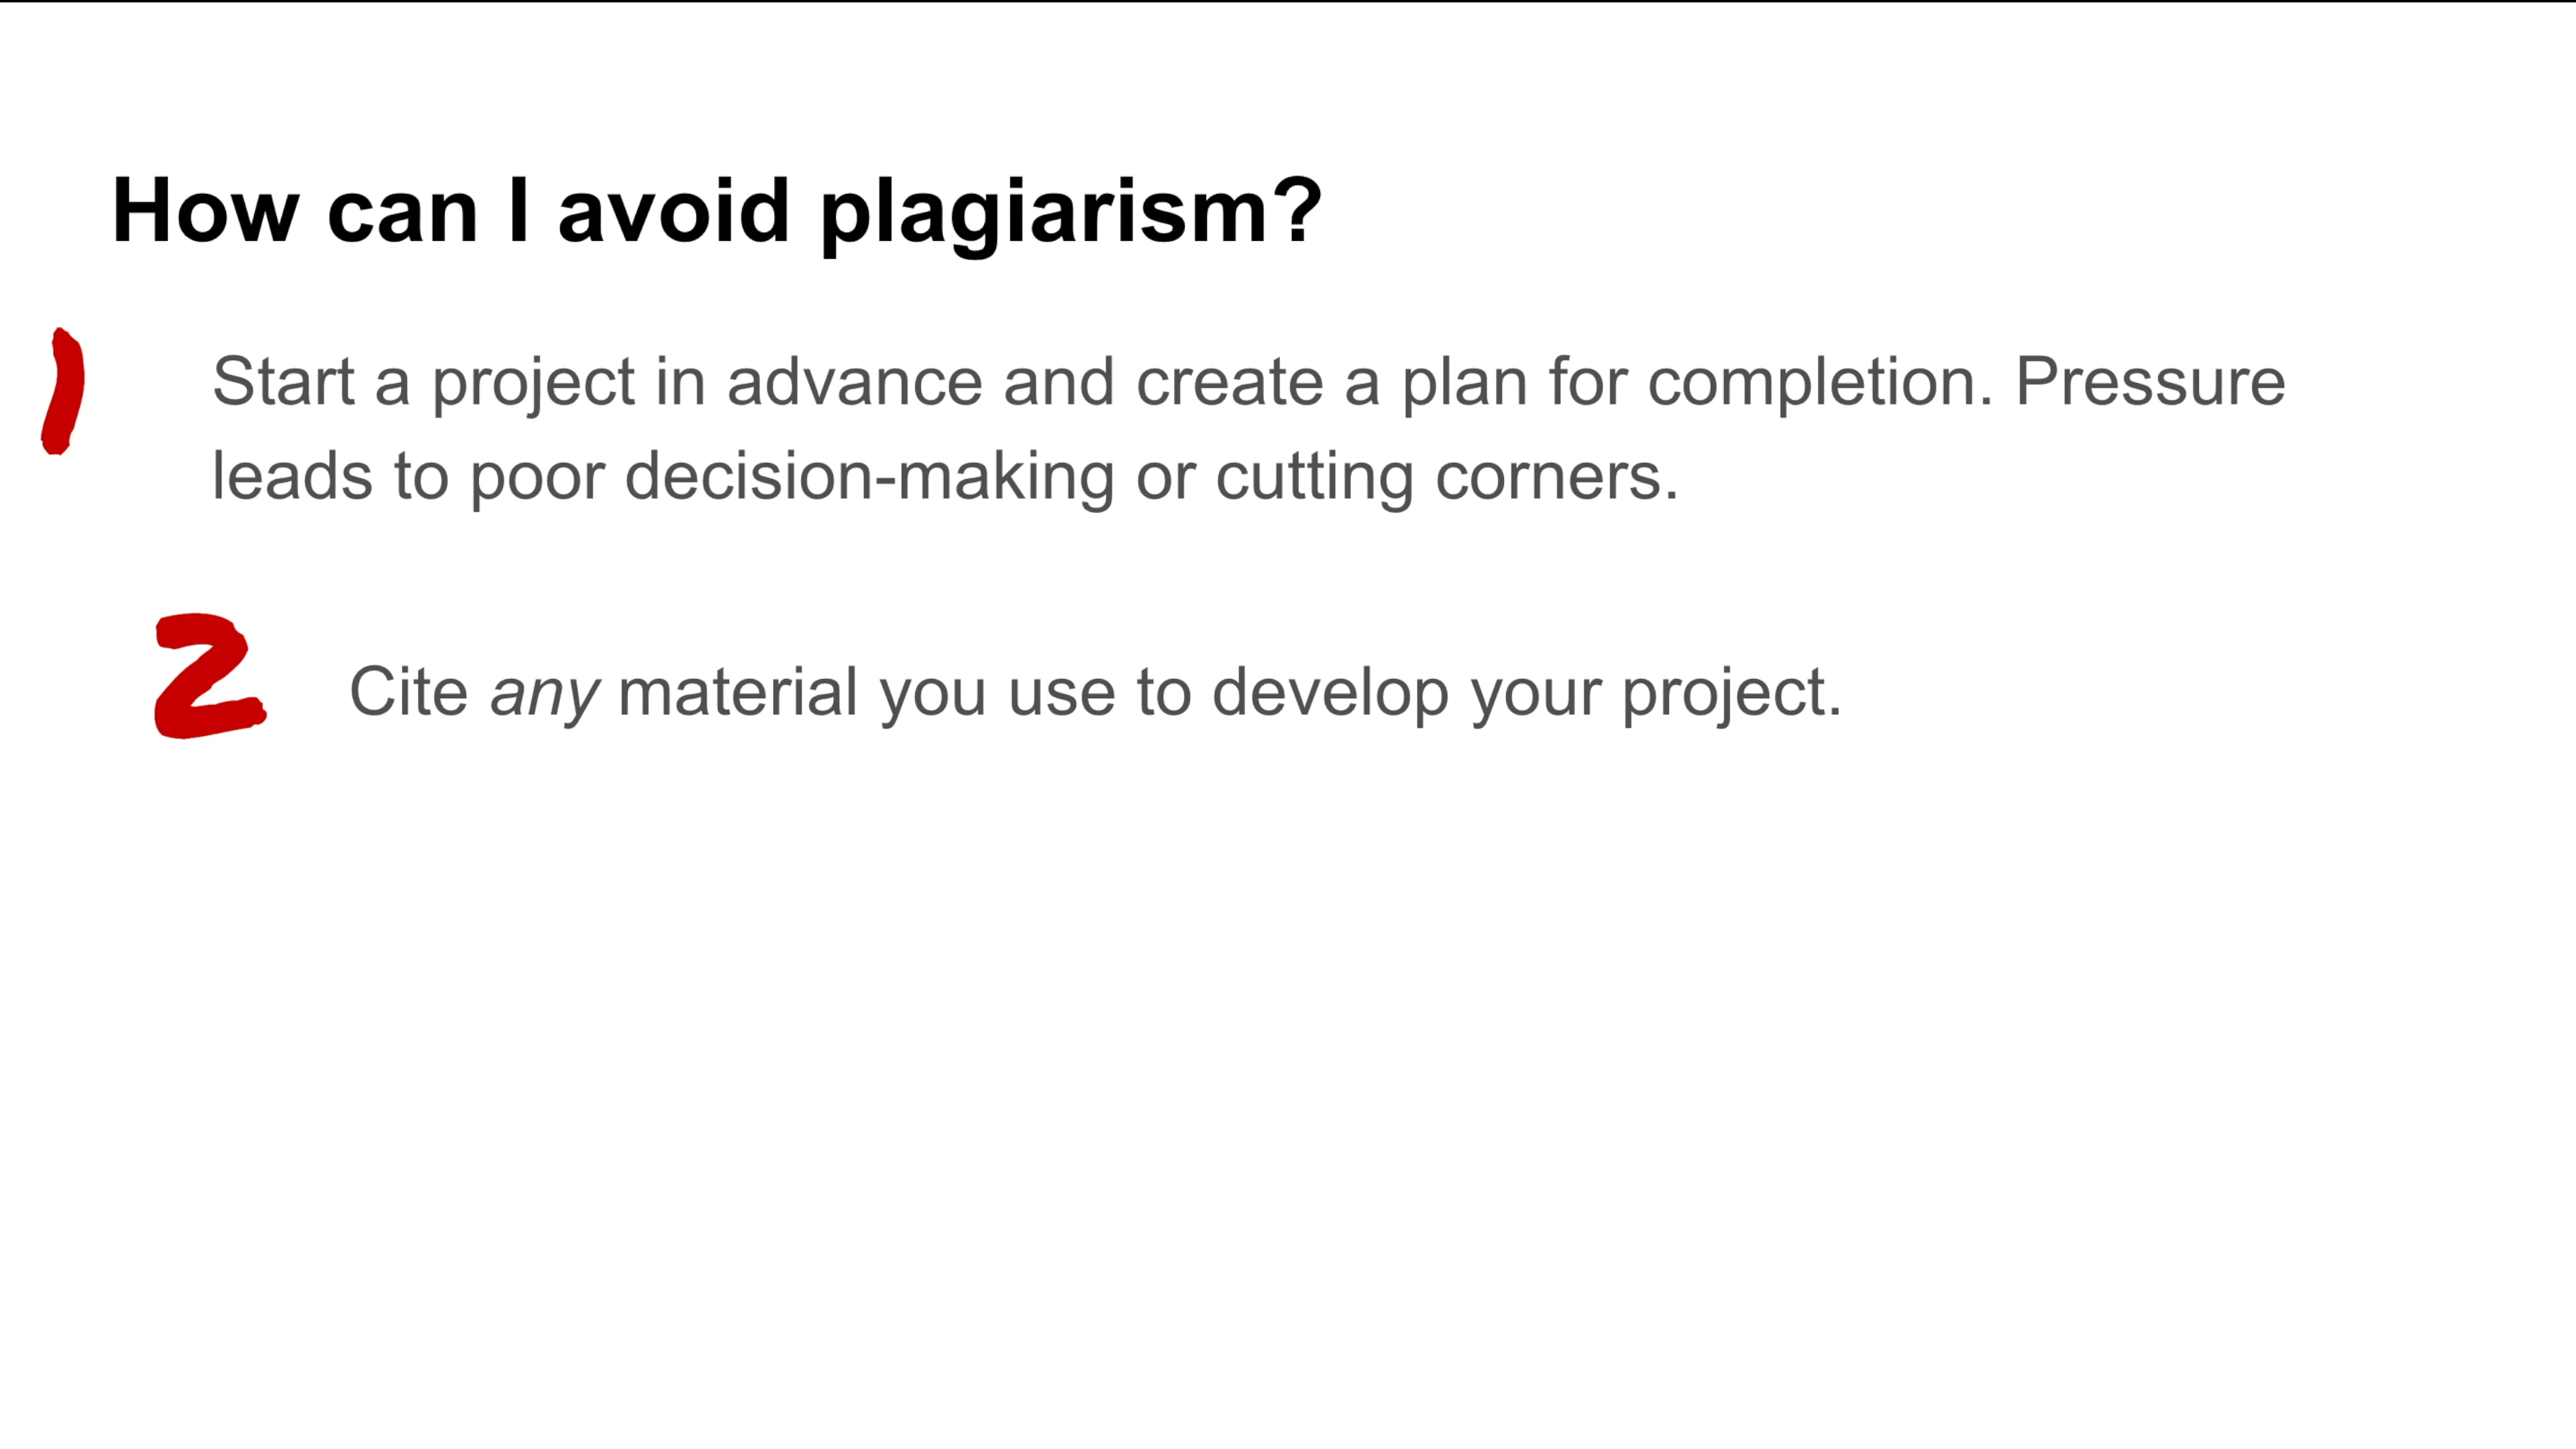 How can I avoid plagiarism?
1 Start a project in advance and create a plan for completion. Pressure
leads to poor decision-making or cutting corners.
2 Cite any material you use to develop your project.